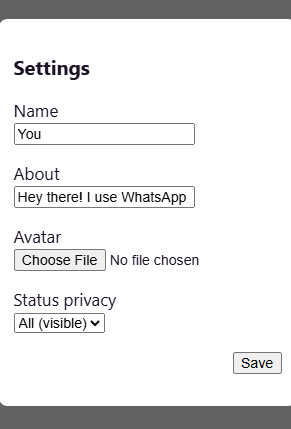 Settings
Name
You
About
Hey there! I use WhatsApp
Avatar
Choose File No file chosen
Status privacy
All (visible)
Save